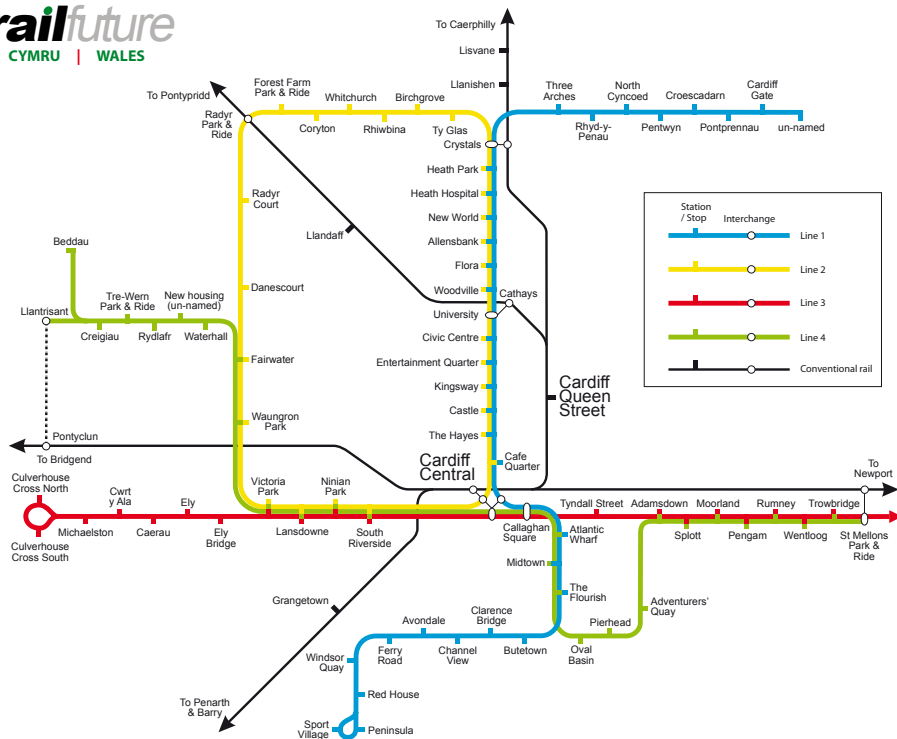 railfuture
CYMRU | WALES
To Caerphilly
Lisvane
Llanishen
To Pontypridd
Radyr
Park &
Ride
Forest Farm
Park & Ride
Coryton
Whitchurch
Rhiwbina
Birchgrove
Ty Glas
Three
Arches
Rhyd-y-
Penau
North
Cyncoed
Pentwyn
Croescadarn
Pontprennau
Cardiff
Gate
un-named
Crystals
Heath Park
Heath Hospital
New World
Allensbank
Flora
Woodville
Cathays
University
Civic Centre
Entertainment Quarter
Kingsway
Castle
The Hayes
Cafe
Quarter
Cardiff
Queen
Street
Cardiff
Central
Radyr
Court
Llandaff
Danescourt
Fairwater
Waungron
Park
Beddau
Llantrisant
Creigiau
Tre-Wern
Park & Ride
Rydlafr
New housing
(un-named)
Waterhall
Pontyclun
To Bridgend
Station
/ Stop
Interchange
Line 1
Line 2
Line 3
Line 4
Conventional rail
Culverhouse
Cross North
Culverhouse
Cross South
Michaelston
Cwrt
y Ala
Caerau
Ely
Ely
Bridge
Victoria
Park
Lansdowne
Ninian
Park
South
Riverside
Callaghan
Square
Tyndall Street
Adamsdown
Splott
Moorland
Pengam
Rumney
Wentloog
Trowbridge
St Mellons
Park &
Ride
To
Newport
Atlantic
Wharf
Midtown
The
Flourish
Adventurers'
Quay
Pierhead
Oval
Basin
Butetown
Clarence
Bridge
Channel
View
Avondale
Ferry
Road
Windsor
Quay
Red House
Peninsula
Sport
Village
Grangetown
To Penarth
& Barry